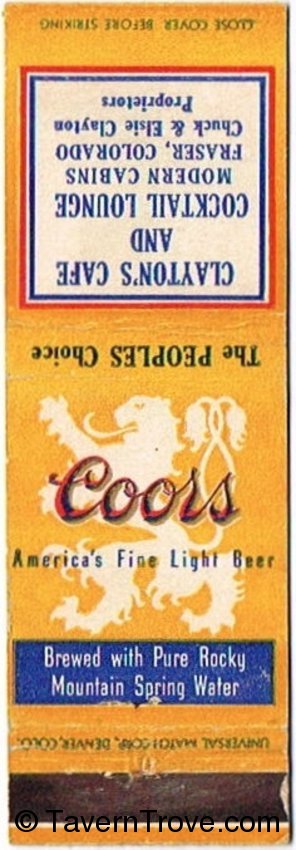 CLOSE COVER BEFORE STRIKING
CLAYTON'S CAFE
AND
COCKTAIL LOUNGE
MODERN CABINS
FRASER, COLORADO
Chuck & Elsie Clayton
Proprietors
The PEOPLES Choice
Coors
America's Fine Light Beer
Brewed with Pure Rocky
Mountain Spring Water
UNIVERSAL MATCH CORP., DENVER, COLO.
© TavernTrove.com